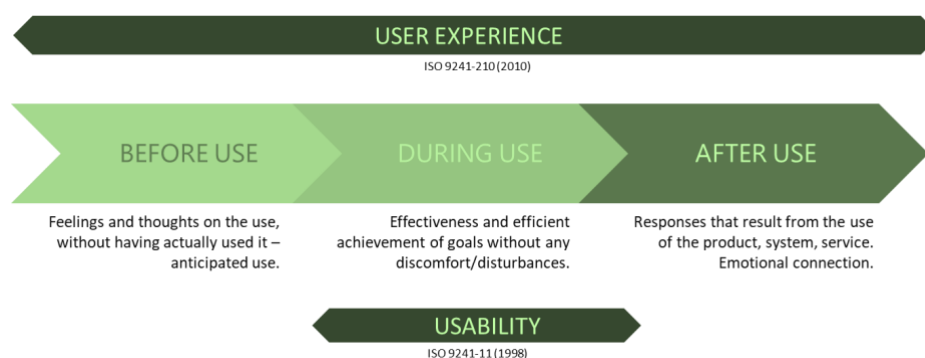 USER EXPERIENCE
ISO 9241-210 (2010)
BEFORE USE
DURING USE
AFTER USE
Feelings and thoughts on the use,
without having actually used it –
anticipated use.
Effectiveness and efficient
achievement of goals without any
discomfort/disturbances.
Responses that result from the use
of the product, system, service.
Emotional connection.
USABILITY
ISO 9241-11 (1998)